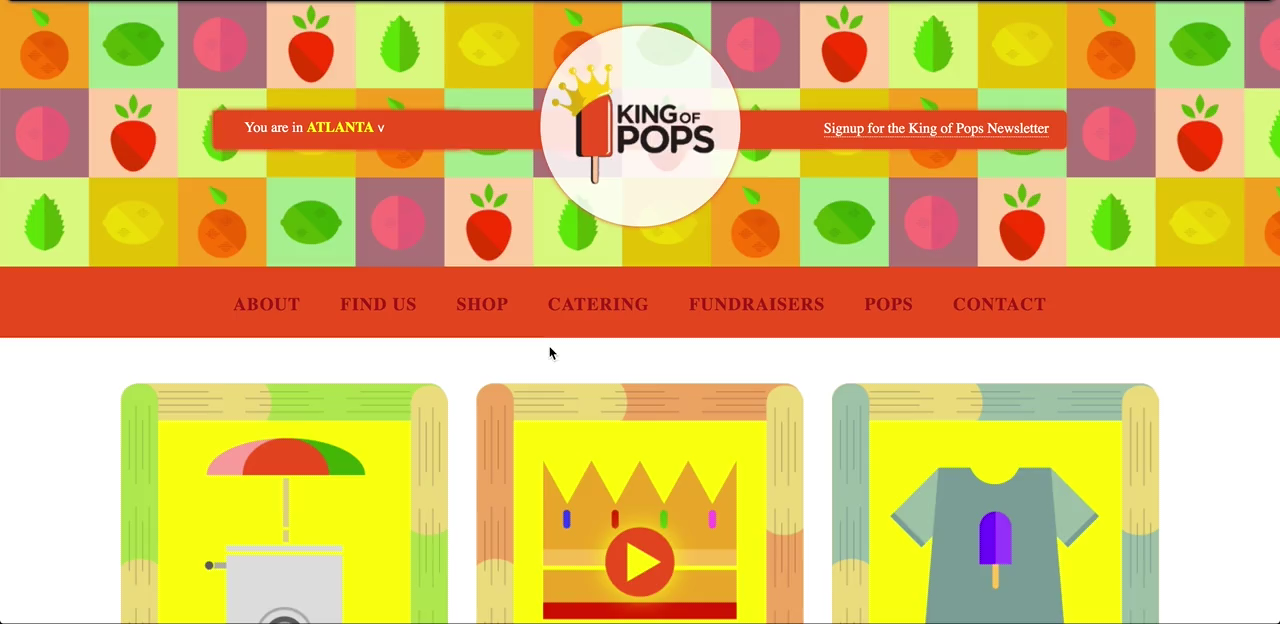 You are in ATLANTA v
KING OF
POPS
Signup for the King of Pops Newsletter
ABOUT FIND US SHOP CATERING FUNDRAISERS POPS CONTACT